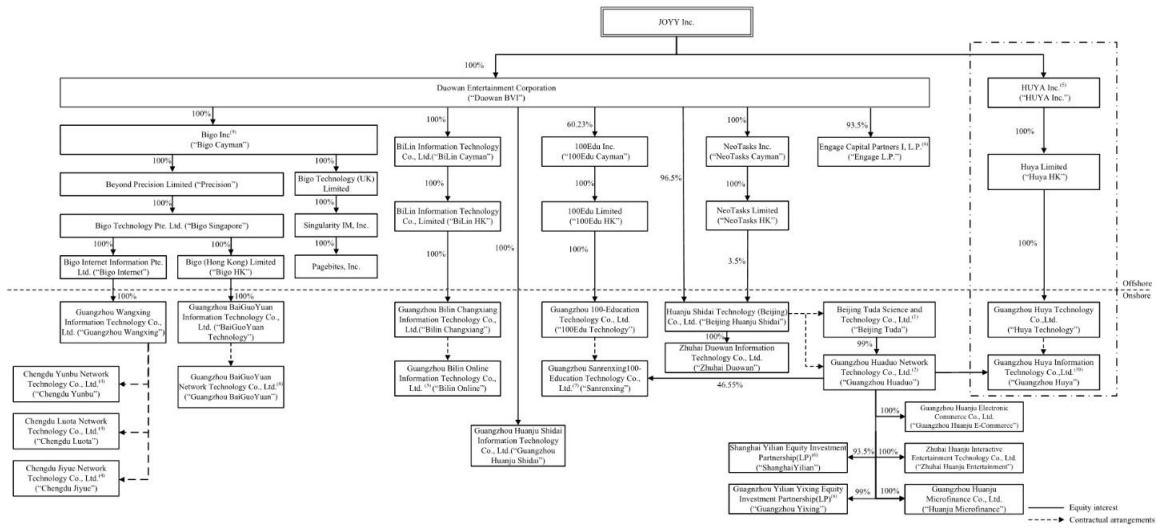 JOYY Inc.
100%
100%
Duowan Entertainment Corporation
("Duowan BVI")
HUYA Inc.(5)
("HUYA Inc.")
100%
100%
100%
60.23%
100%
93.5%
100%
Bigo Inc(9)
("Bigo Cayman")
BiLin Information Technology
Co., Ltd.("BiLin Cayman)
100Edu Inc.
("100Edu Cayman")
NeoTasks Inc.
("NeoTasks Cayman")
Engage Capital Partners I, L.P.(8)
("Engage L.P.")
Huya Limited
("Huya HK")
100%
100%
Beyond Precision Limited ("Precision")
Bigo Technology (UK)
Limited
100%
100%
96.5%
100%
100%
100%
Bigo Technology Pte. Ltd. ("Bigo Singapore")
Singularity IM, Inc.
BiLin Information Technology
Co., Limited ("BiLin HK)
100Edu Limited
("100Edu HK")
NeoTasks Limited
("NeoTasks HK")
100%
100%
100%
Bigo Internet Information Pte.
Ltd. ("Bigo Internet")
Bigo (Hong Kong) Limited
("Bigo HK")
Pagebites, Inc.
100%
100%
100%
3.5%
100%
Offshore
Onshore
100%
100%
Guangzhou Wangxing
Information Technology Co.,
Ltd. ("Guangzhou Wangxing")
Guangzhou BaiGuoYuan
Information Technology Co.,
Ltd. ("BaiGuoYuan
Technology")
Guangzhou Bilin Changxiang
Information Technology Co.,
Ltd.("Bilin Changxiang)
Guangzhou 100-Education
Technology Co., Ltd.
("100Edu Technology")
Huanju Shidai Technology (Beijing)
Co., Ltd. ("Beijing Huanju Shidai")
Beijing Tuda Science and
Technology Co., Ltd.(1)
("Beijing Tuda")
Guangzhou Huya Technology
Co.,Ltd.
("Huya Technology")
100%
99%
Zhuhai Duowan Information
Technology Co., Ltd.
("Zhuhai Duowan")
Chengdu Yunbu Network
Technology Co., Ltd.(4)
("Chengdu Yunbu")
Guangzhou BaiGuoYuan
Network Technology Co., Ltd.(4)
("Guangzhou BaiGuoYuan")
Guangzhou Bilin Online
Information Technology Co.,
Ltd. (3) ("Bilin Online")
Guangzhou Sanrenxing100-
Education Technology Co.,
Ltd.(7) ("Sanrenxing")
46.55%
Guangzhou Huaduo Network
Technology Co., Ltd.(2)
("Guangzhou Huaduo")
Guangzhou Huya Information
Technology Co.,Ltd.(10)
("Guangzhou Huya")
Chengdu Luota Network
Technology Co., Ltd.(4)
("Chengdu Luota")
Guangzhou Huanju Shidai
Information Technology
Co., Ltd.("Guangzhou
Huanju Shidai")
100%
Guangzhou Huanju Electronic
Commerce Co., Ltd.
("Guangzhou Huanju E-Commerce")
Chengdu Jiyue Network
Technology Co., Ltd.(4)
("Chengdu Jiyue")
Shanghai Yilian Equity Investment
Partnership(LP)(6)
("ShanghaiYilian")
93.5%
100%
Zhuhai Huanju Interactive
Entertainment Technology Co., Ltd.
("Zhuhai Huanju Entertainment")
Guagnzhou Yilian Yixing Equity
Investment Partnership(LP)
("Guangzhou Yixing")
99%
100%
Guangzhou Huanju
Microfinance Co., Ltd.
("Huanju Microfinance")
Equity interest
Contractual arrangements